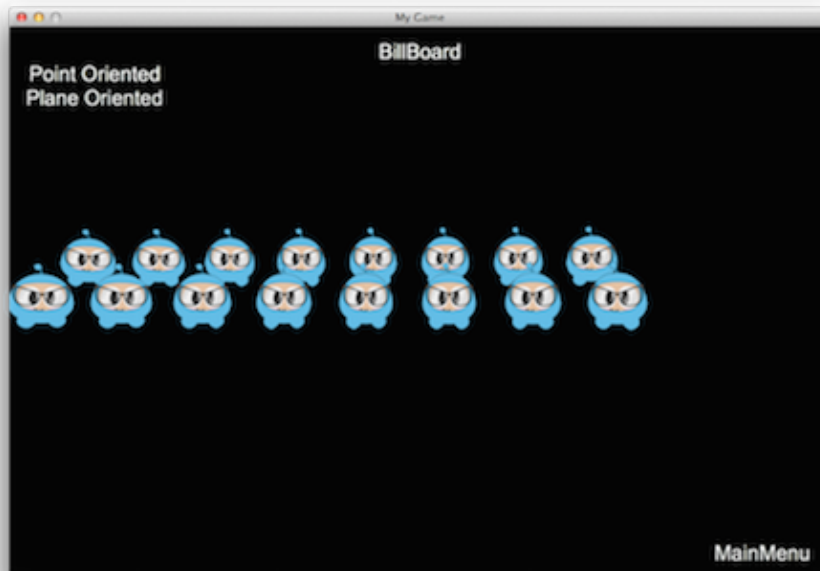 My Game
BillBoard
Point Oriented
Plane Oriented
MainMenu